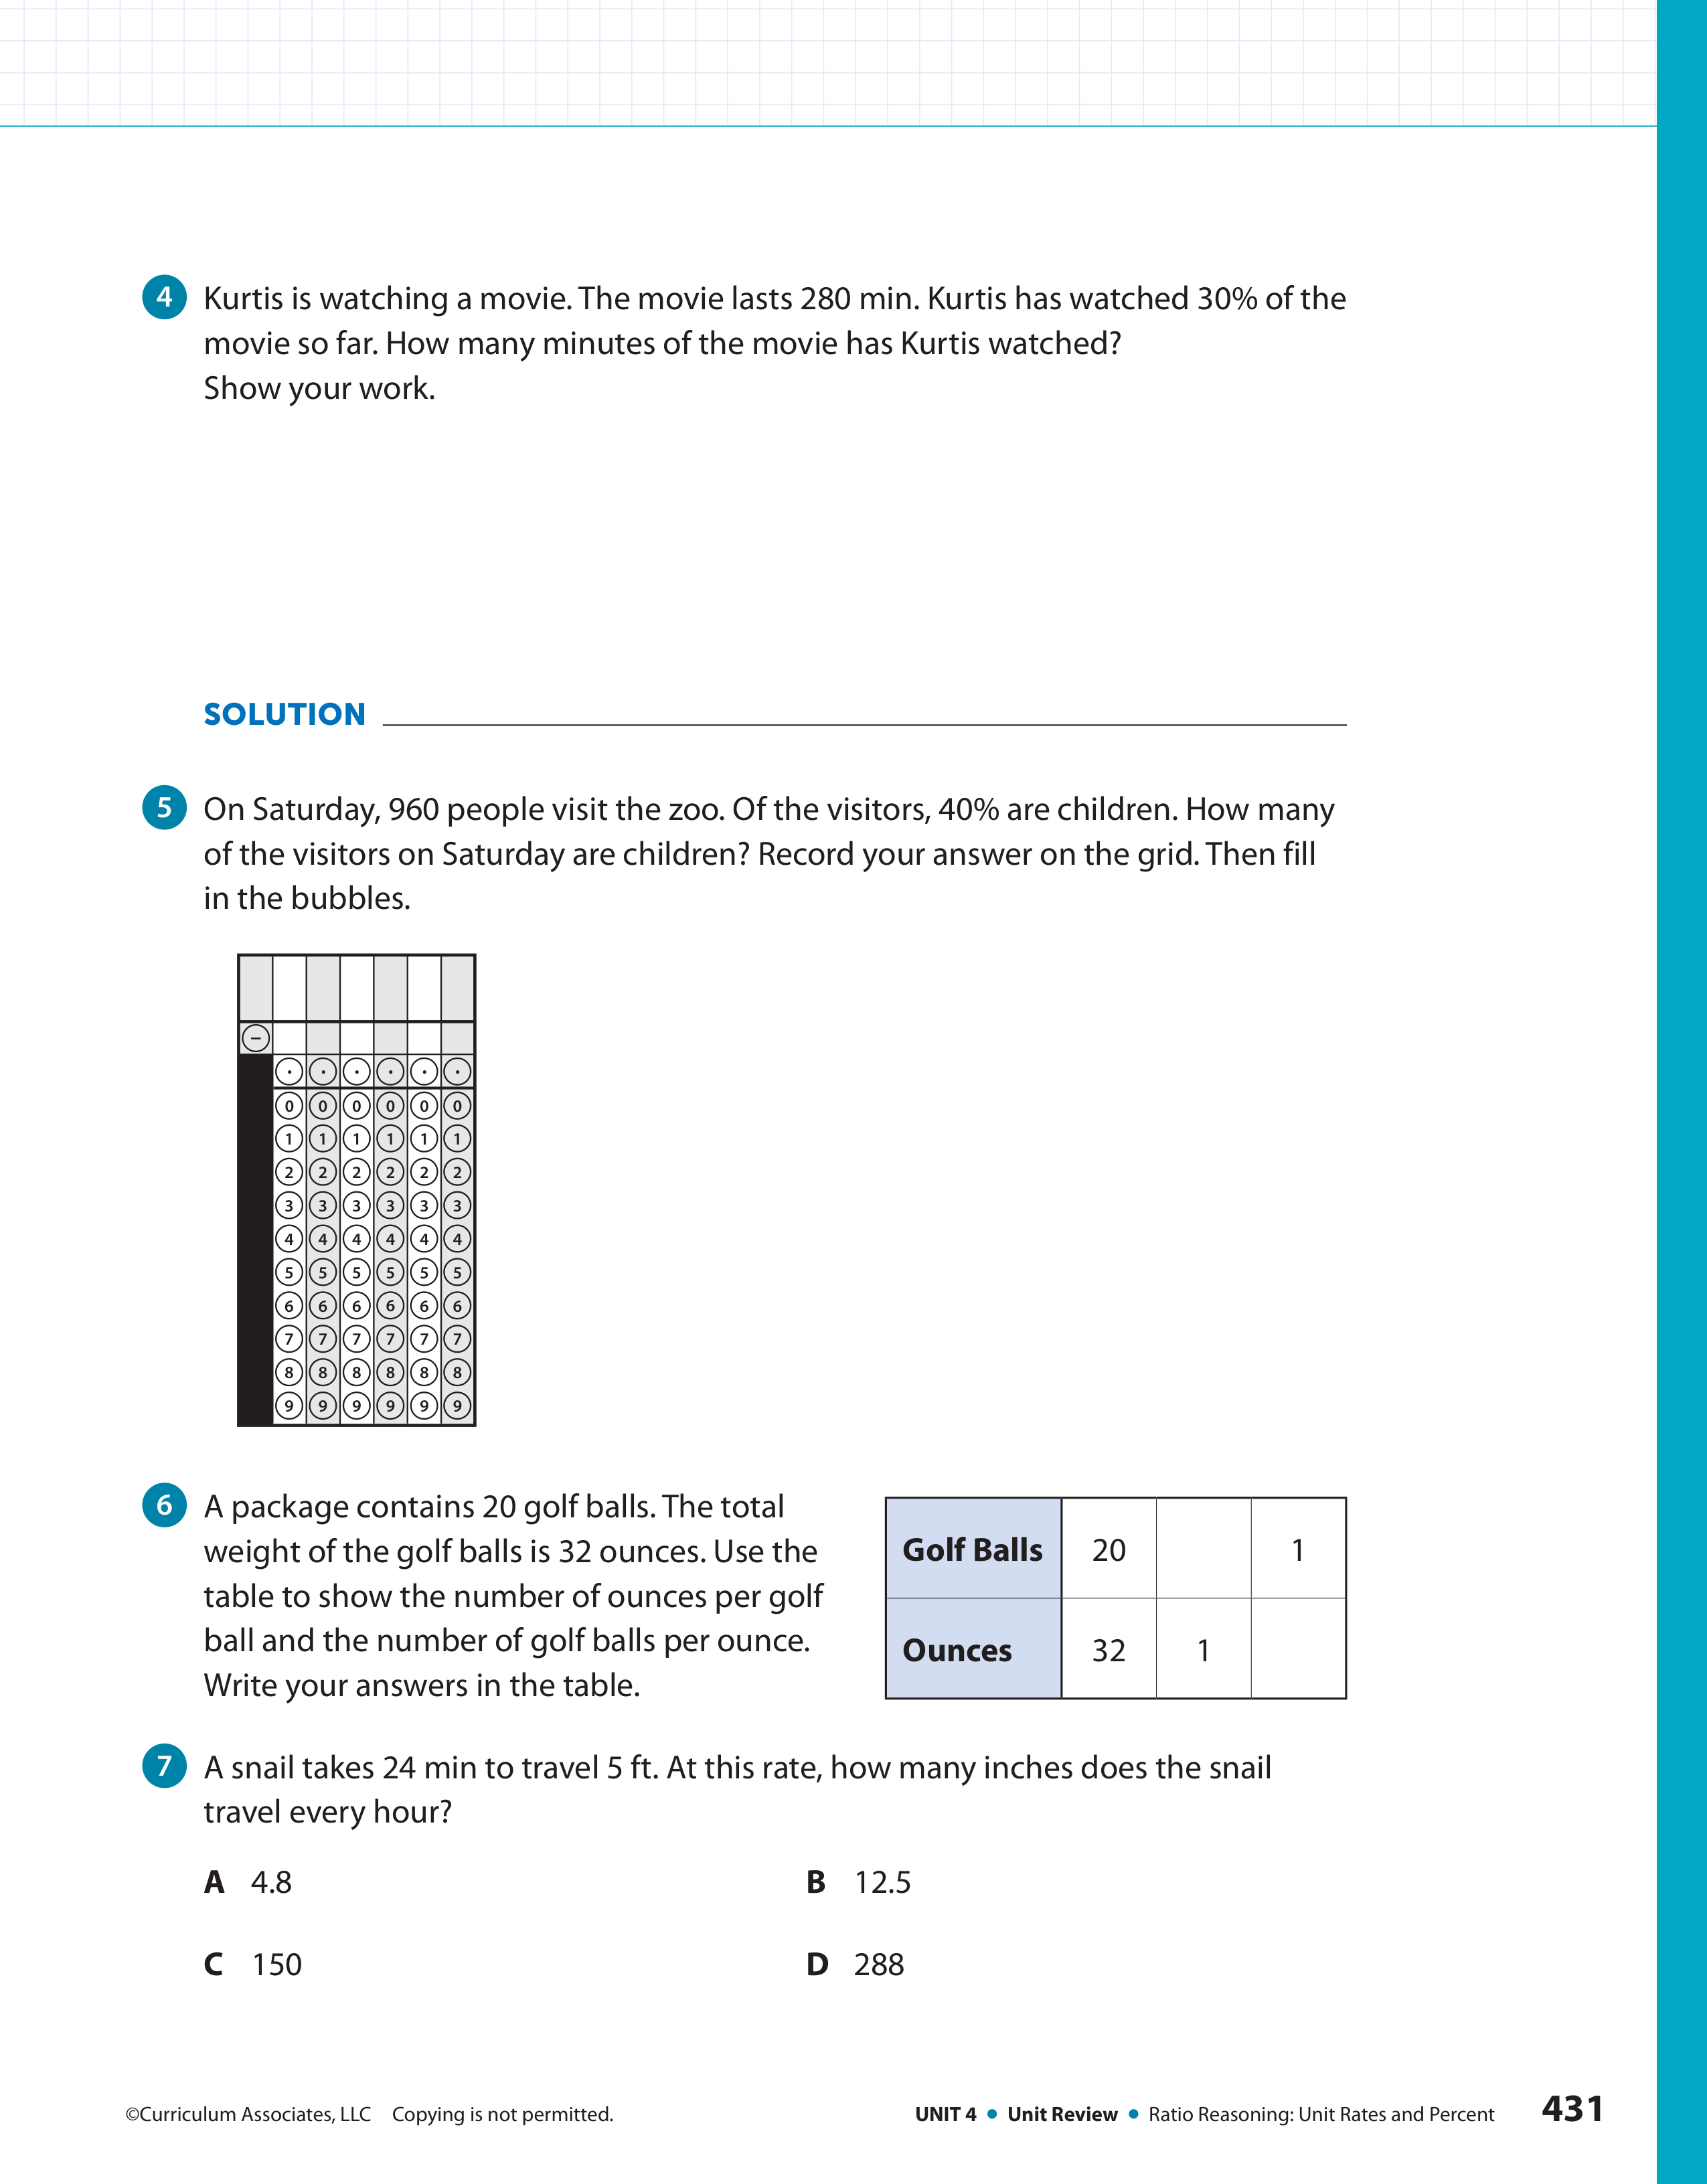 4 Kurtis is watching a movie. The movie lasts 280 min. Kurtis has watched 30% of the
movie so far. How many minutes of the movie has Kurtis watched?
Show your work.
SOLUTION
5 On Saturday, 960 people visit the zoo. Of the visitors, 40% are children. How many
of the visitors on Saturday are children? Record your answer on the grid. Then fill
in the bubbles.
−
· · · · · ·
0 0 0 0 0 0
1 1 1 1 1 1
2 2 2 2 2 2
3 3 3 3 3 3
4 4 4 4 4 4
5 5 5 5 5 5
6 6 6 6 6 6
7 7 7 7 7 7
8 8 8 8 8 8
9 9 9 9 9 9
6 A package contains 20 golf balls. The total
weight of the golf balls is 32 ounces. Use the
table to show the number of ounces per golf
ball and the number of golf balls per ounce.
Write your answers in the table.
Golf Balls 20 1
Ounces 32 1
7 A snail takes 24 min to travel 5 ft. At this rate, how many inches does the snail
travel every hour?
A 4.8
B 12.5
C 150
D 288
©Curriculum Associates, LLC Copying is not permitted.
UNIT 4 • Unit Review • Ratio Reasoning: Unit Rates and Percent 431